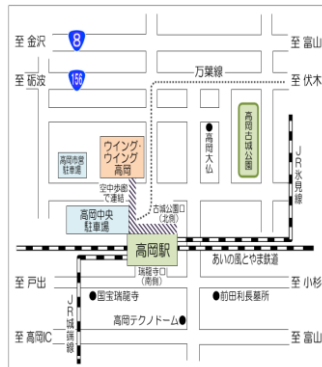 至 金沢
8
至 富山
至 砺波
156
万葉線
至 伏木
ウイング・
ウイング
高岡
高岡市営
駐車場
高岡大仏
高岡古城公園
JR氷見線
空中歩廊
で連結
古城公園口
(北側)
高岡中央
駐車場
高岡駅
あいの風とやま鉄道
瑞龍寺口
(南側)
至 戸出
至 小杉
国宝瑞龍寺
前田利長墓所
JR城端線
高岡テクノドーム
至 高岡IC
至 富山